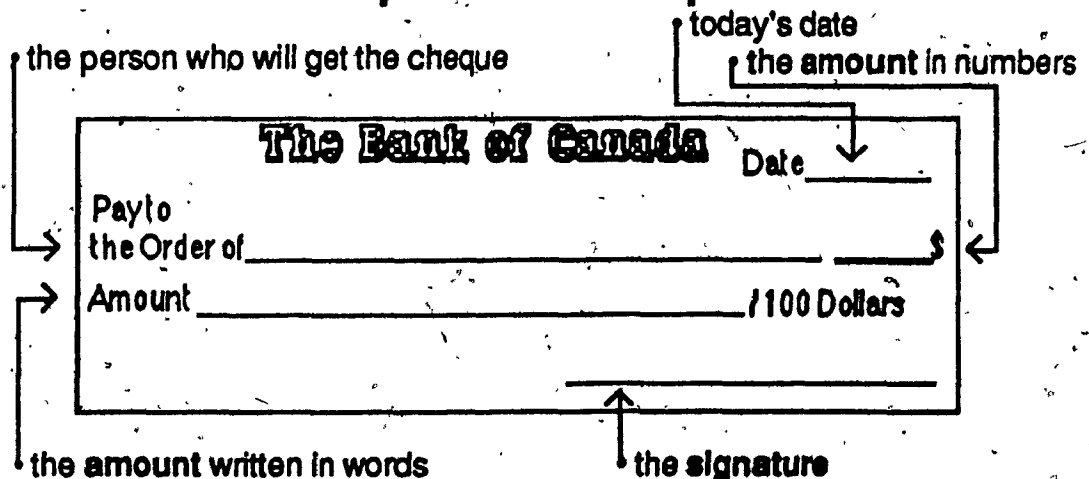 today's date
the person who will get the cheque
the amount in numbers
The Bank of Canada
Date
Pay to
the Order of $
Amount /100 Dollars
the amount written in words
the signature